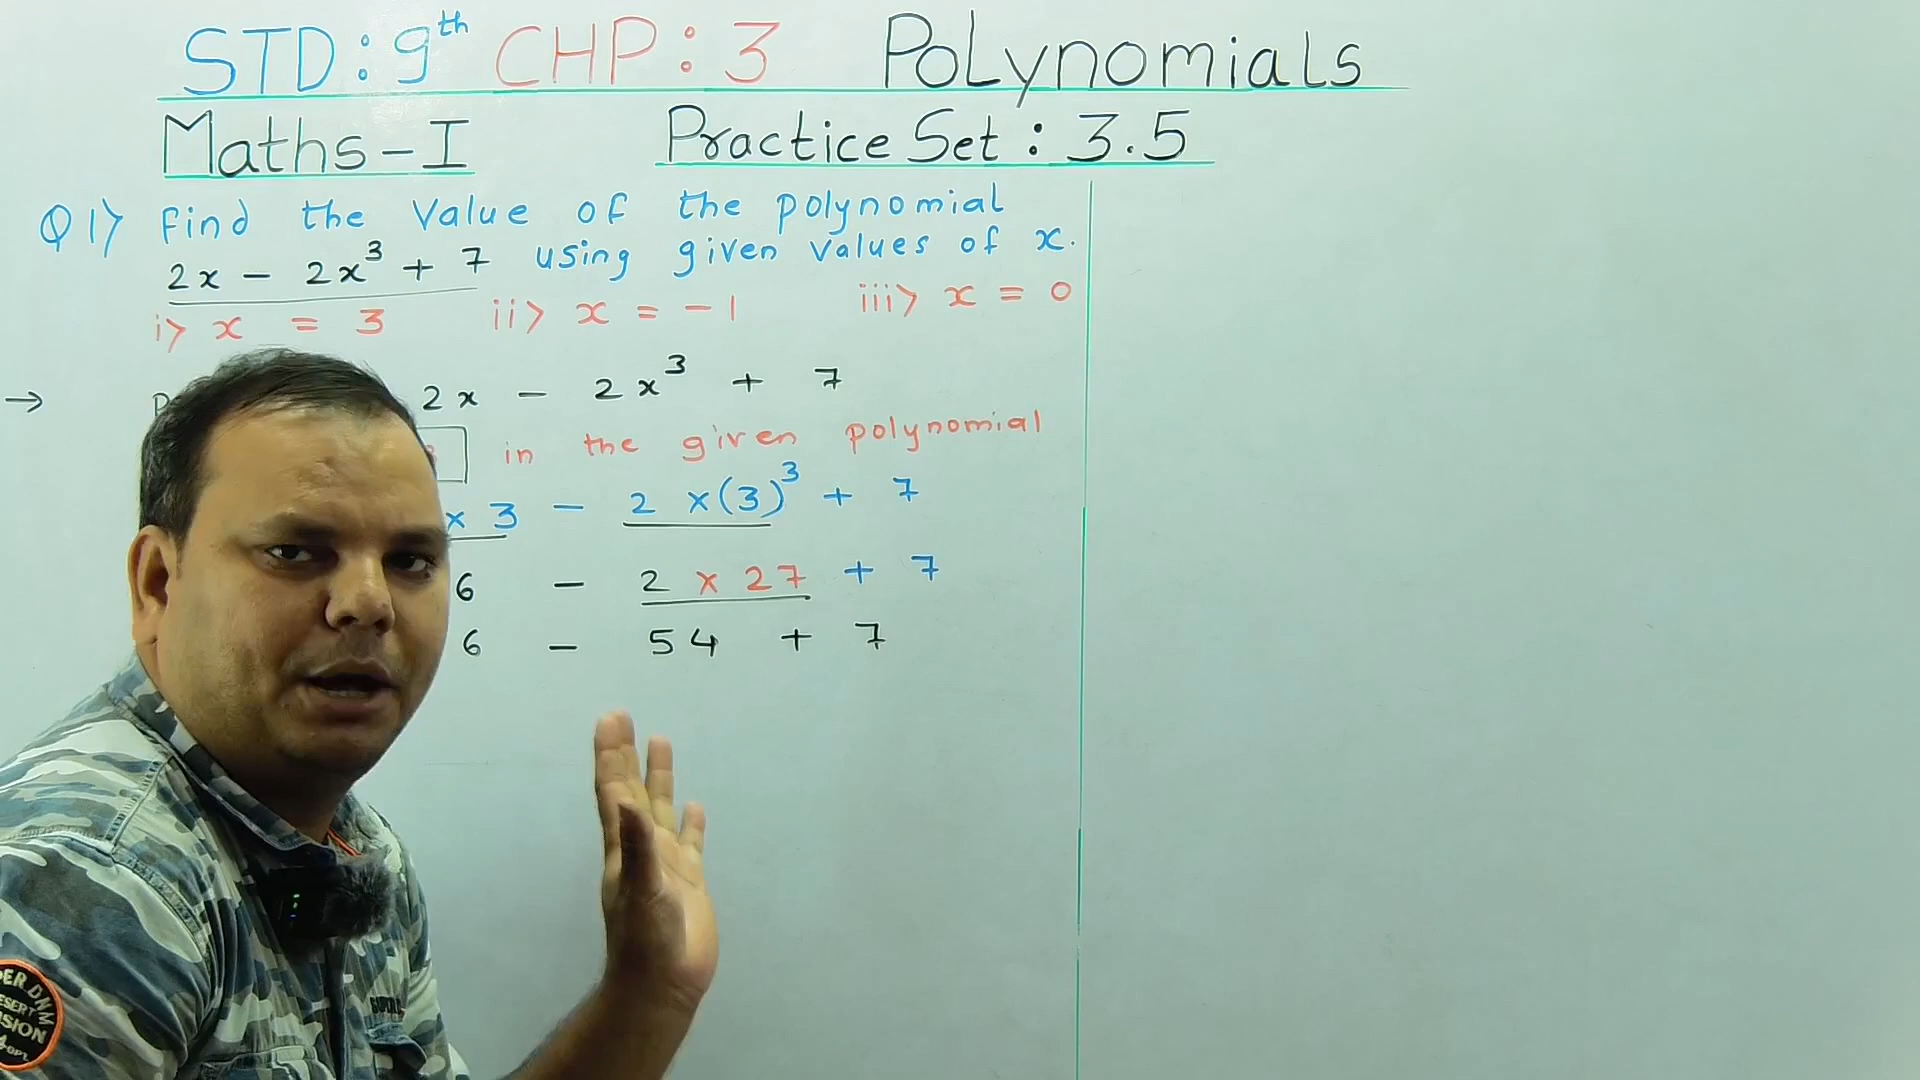 STD : 9th CHP : 3 Polynomials
Maths-I Practice Set : 3.5
Q1) Find the value of the polynomial
2x - 2x³ + 7 using given values of x.
i) x = 3 ii) x = -1 iii) x = 0
→ 2x - 2x³ + 7
in the given polynomial
x 3 - 2 x (3)³ + 7
6 - 2 x 27 + 7
6 - 54 + 7